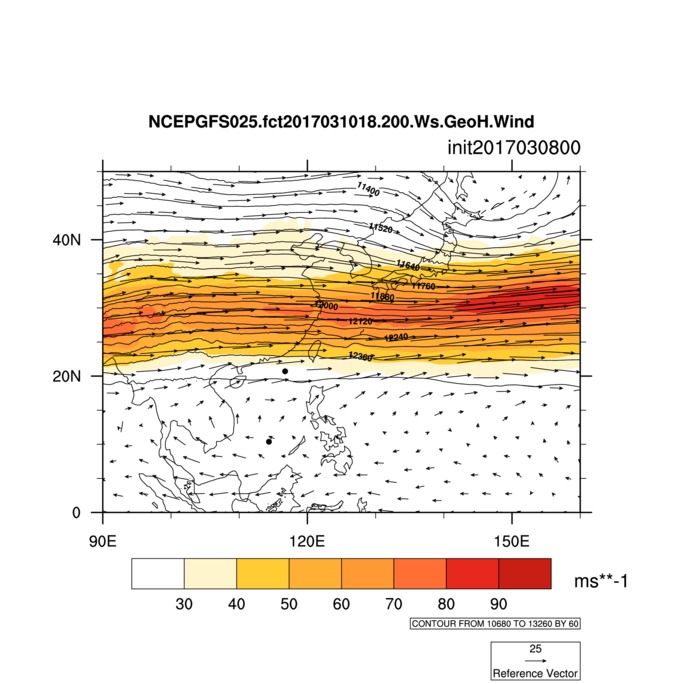 NCEPGFS025.fct2017031018.200.Ws.GeoH.Wind
init2017030800
11400
11520
40N
11640
11760
11880
12000
12120
12240
12360
20N
0
90E 120E 150E
ms**-1
30 40 50 60 70 80 90
CONTOUR FROM 10680 TO 13260 BY 60
25
Reference Vector